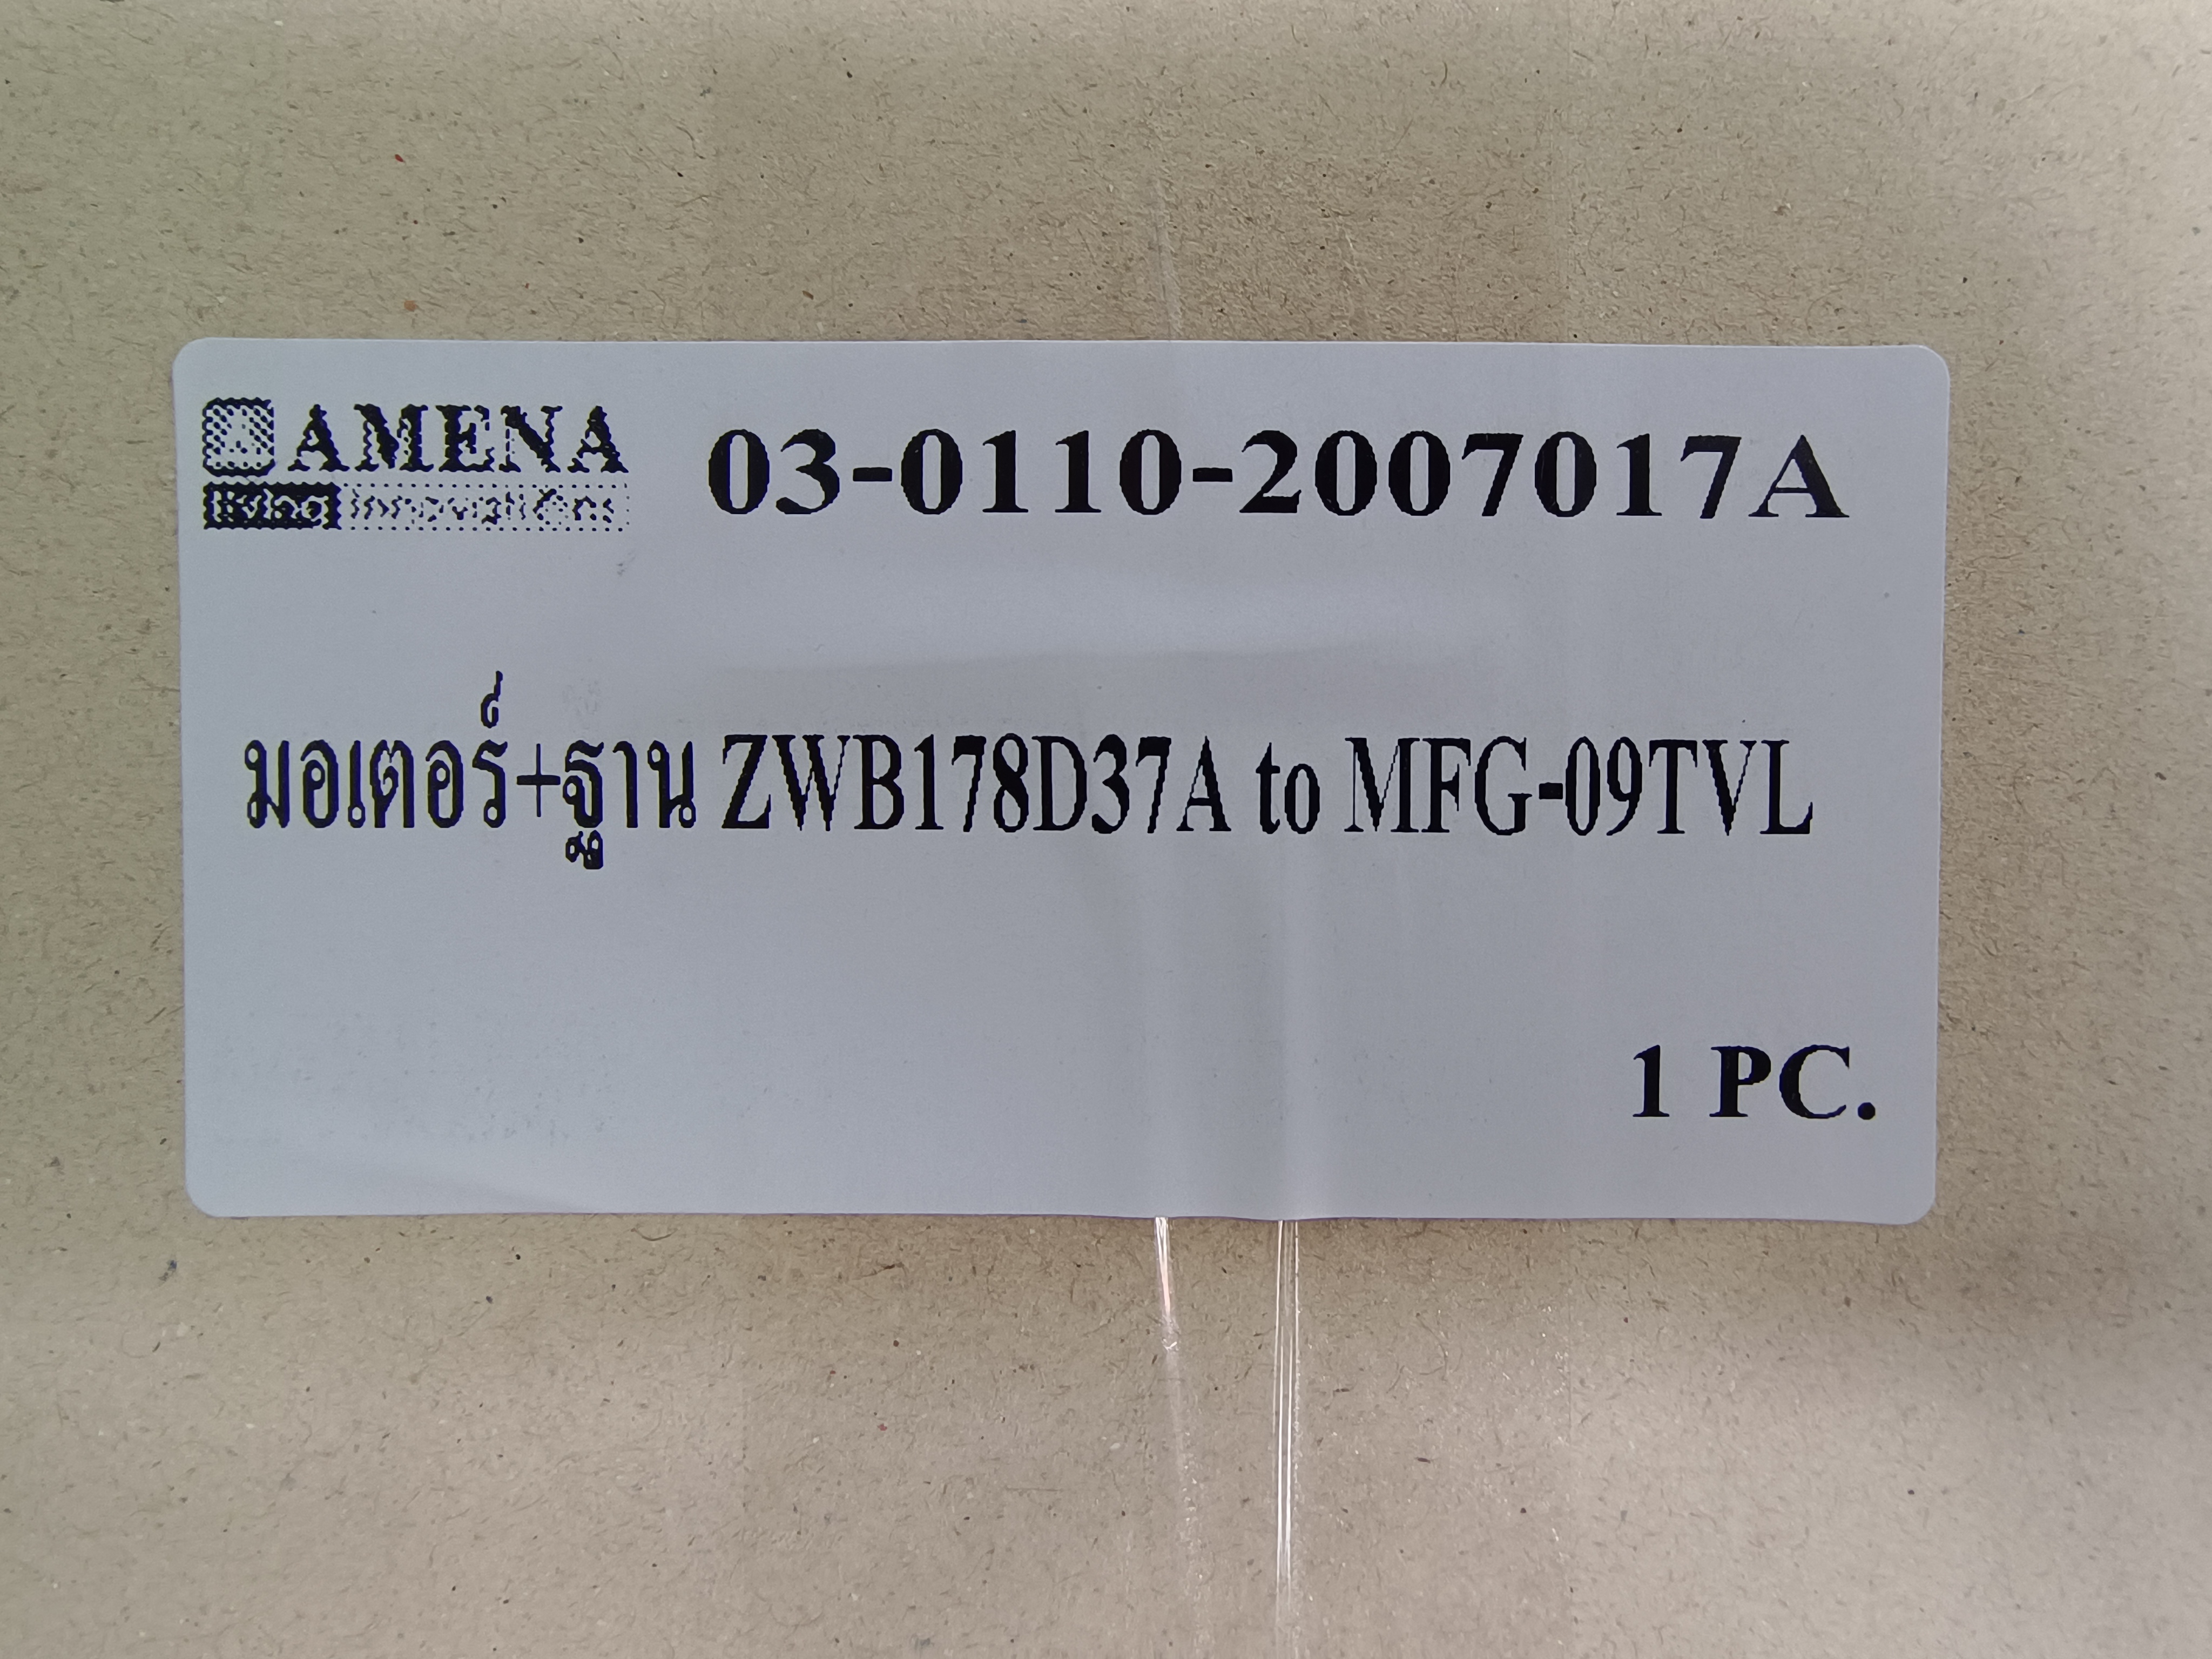 AMENA
03-0110-2007017A
มอเตอร์+ฐาน ZWB178D37A to MFG-09TVL
1 PC.